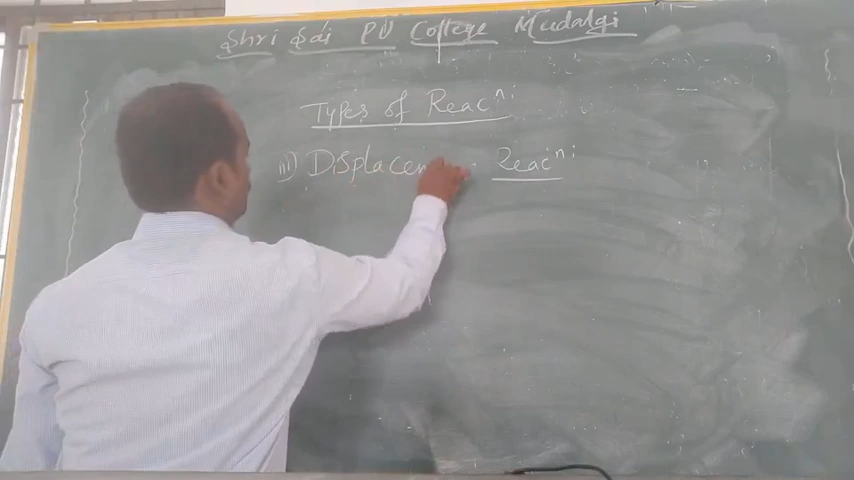 Shri Sai PU College Mudalgi
Types of Reacⁿ:
iii) Displacem Reacⁿ: